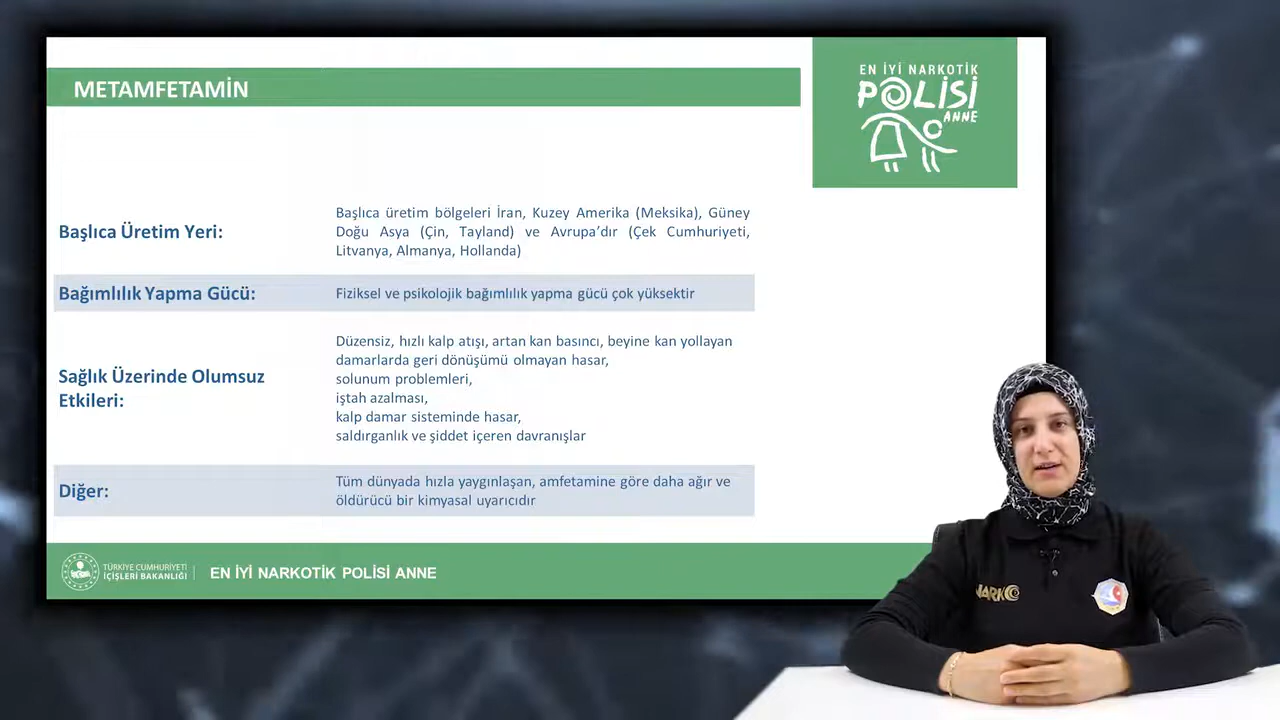 METAMFETAMİN
EN İYİ NARKOTİK
POLİSİ
ANNE
Başlıca Üretim Yeri:
Başlıca üretim bölgeleri İran, Kuzey Amerika (Meksika), Güney
Doğu Asya (Çin, Tayland) ve Avrupa’dır (Çek Cumhuriyeti,
Litvanya, Almanya, Hollanda)
Bağımlılık Yapma Gücü:
Fiziksel ve psikolojik bağımlılık yapma gücü çok yüksektir
Sağlık Üzerinde Olumsuz
Etkileri:
Düzensiz, hızlı kalp atışı, artan kan basıncı, beyine kan yollayan
damarlarda geri dönüşümü olmayan hasar,
solunum problemleri,
iştah azalması,
kalp damar sisteminde hasar,
saldırganlık ve şiddet içeren davranışlar
Diğer:
Tüm dünyada hızla yaygınlaşan, amfetamine göre daha ağır ve
öldürücü bir kimyasal uyarıcıdır
TÜRKİYE CUMHURİYETİ
İÇİŞLERİ BAKANLIĞI
EN İYİ NARKOTİK POLİSİ ANNE
NARKO